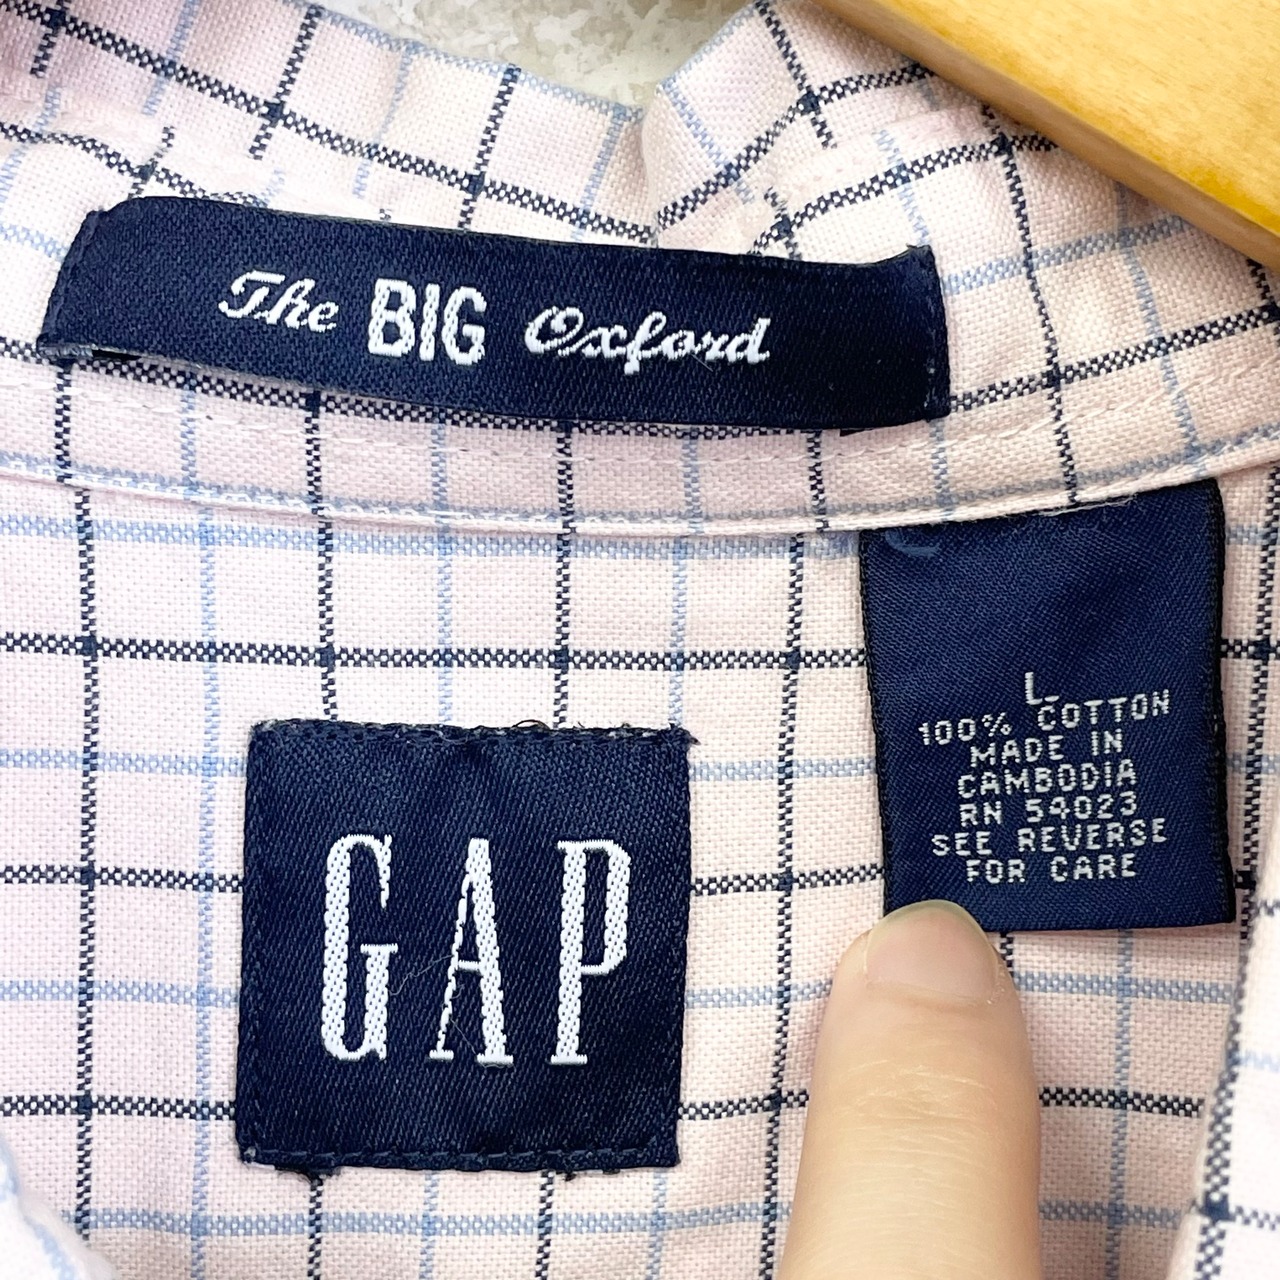 The BIG Oxford
GAP
L
100% COTTON
MADE IN
CAMBODIA
RN 54023
SEE REVERSE
FOR CARE